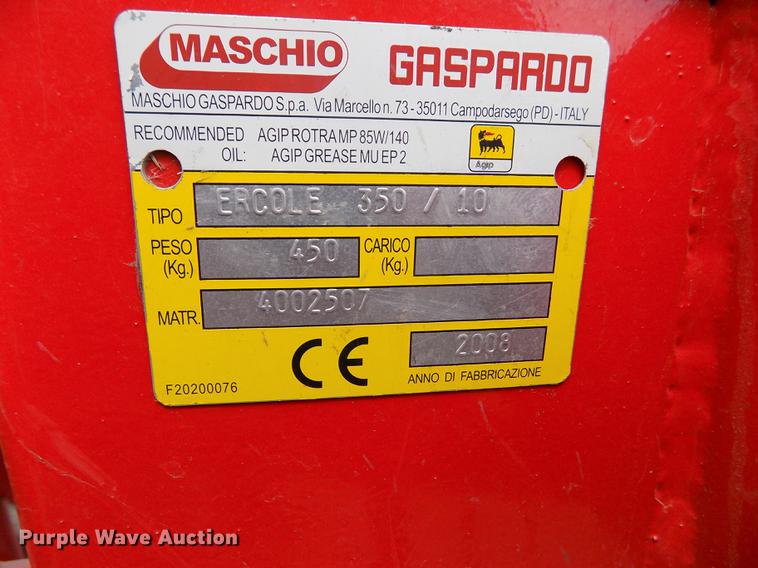 MASCHIO GASPARDO
MASCHIO GASPARDO S.p.a. Via Marcello n. 73 - 35011 Campodarsego (PD) - ITALY
RECOMMENDED AGIP ROTRA MP 85W/140
OIL: AGIP GREASE MU EP 2
Agip
TIPO ERCOLE 350 / 10
PESO (Kg.) 450 CARICO (Kg.)
MATR. 4002507
CE 2008
F20200076 ANNO DI FABBRICAZIONE
Purple Wave Auction